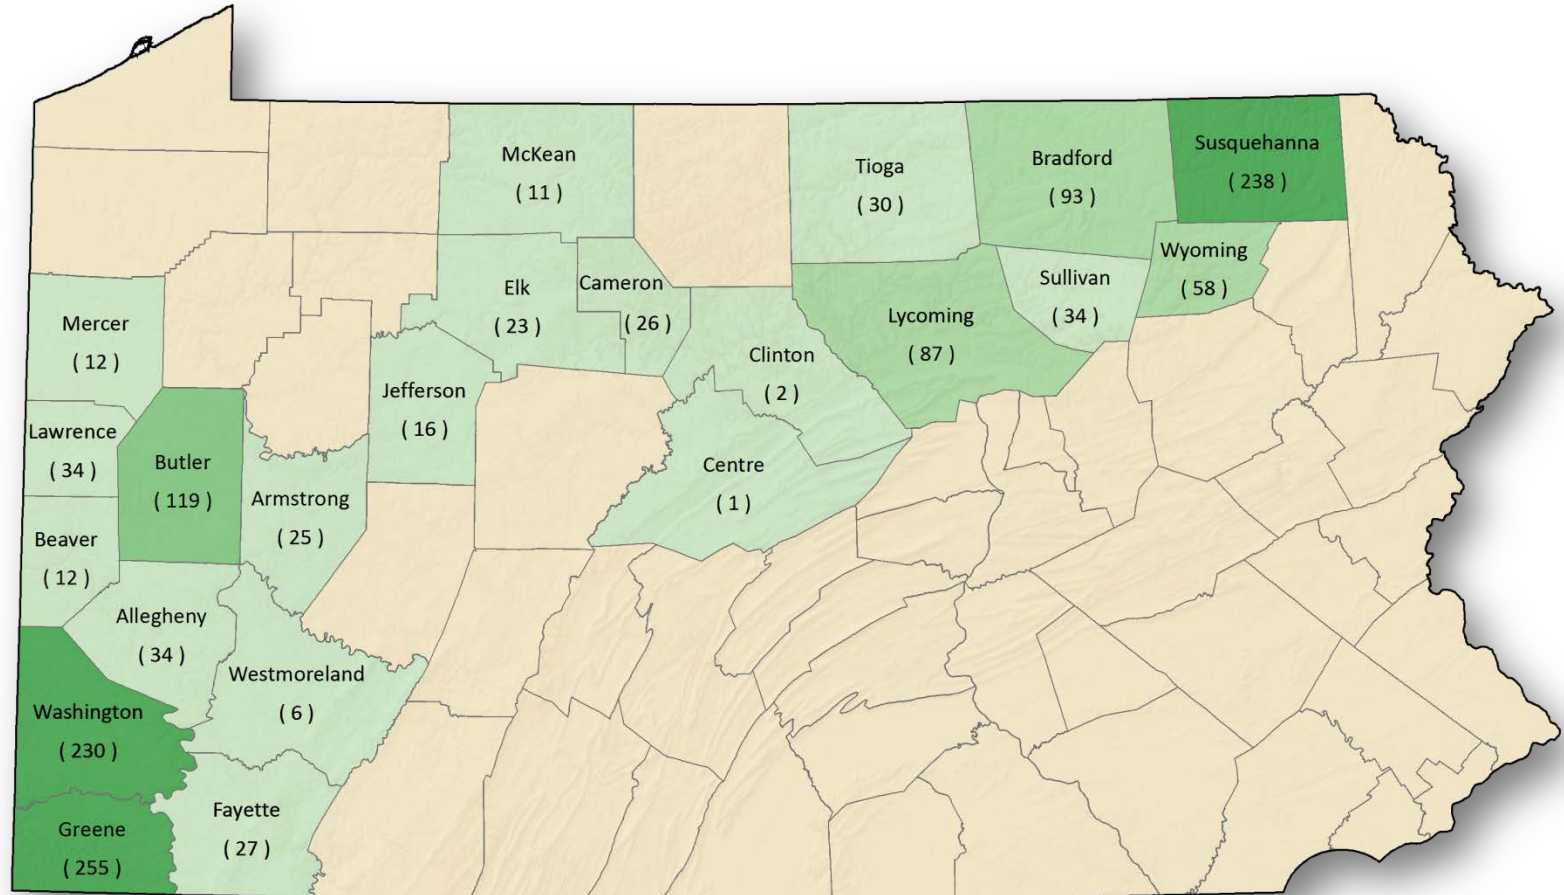 McKean
( 11 )
Tioga
( 30 )
Bradford
( 93 )
Susquehanna
( 238 )
Wyoming
( 58 )
Sullivan
( 34 )
Elk
( 23 )
Cameron
( 26 )
Lycoming
( 87 )
Mercer
( 12 )
Clinton
( 2 )
Jefferson
( 16 )
Lawrence
( 34 )
Butler
( 119 )
Armstrong
( 25 )
Centre
( 1 )
Beaver
( 12 )
Allegheny
( 34 )
Westmoreland
( 6 )
Washington
( 230 )
Fayette
( 27 )
Greene
( 255 )